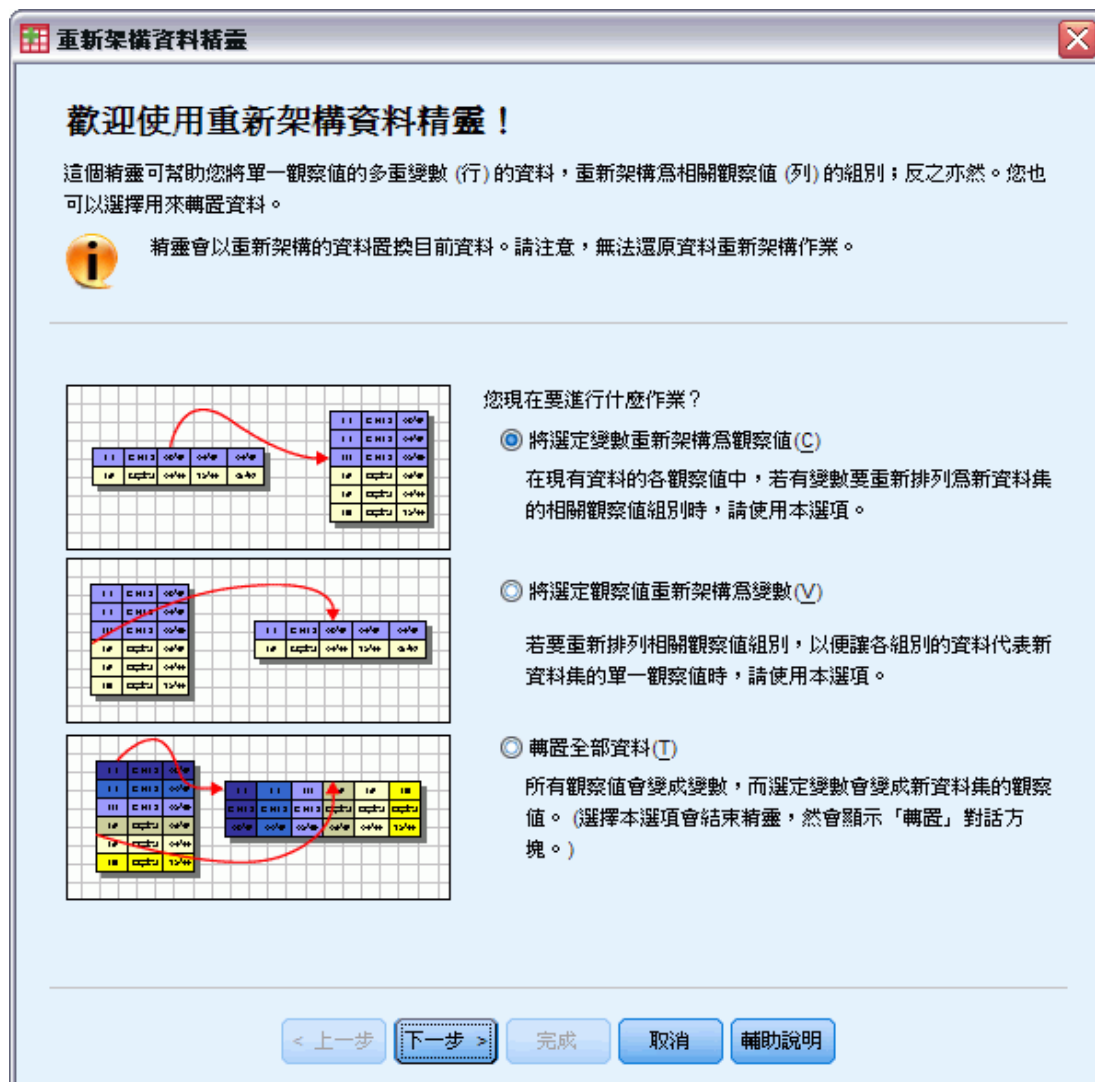 重新架構資料精靈
歡迎使用重新架構資料精靈！
這個精靈可幫助您將單一觀察值的多重變數 (行) 的資料，重新架構為相關觀察值 (列) 的組別；反之亦然。您也
可以選擇用來轉置資料。
精靈會以重新架構的資料置換目前資料。請注意，無法還原資料重新架構作業。
您現在要進行什麼作業？
將選定變數重新架構為觀察值(C)
在現有資料的各觀察值中，若有變數要重新排列為新資料集
的相關觀察值組別時，請使用本選項。
將選定觀察值重新架構為變數(V)
若要重新排列相關觀察值組別，以便讓各組別的資料代表新
資料集的單一觀察值時，請使用本選項。
轉置全部資料(T)
所有觀察值會變成變數，而選定變數會變成新資料集的觀察
值。 (選擇本選項會結束精靈，然會顯示「轉置」對話方
塊。)
< 上一步
下一步 >
完成
取消
輔助說明